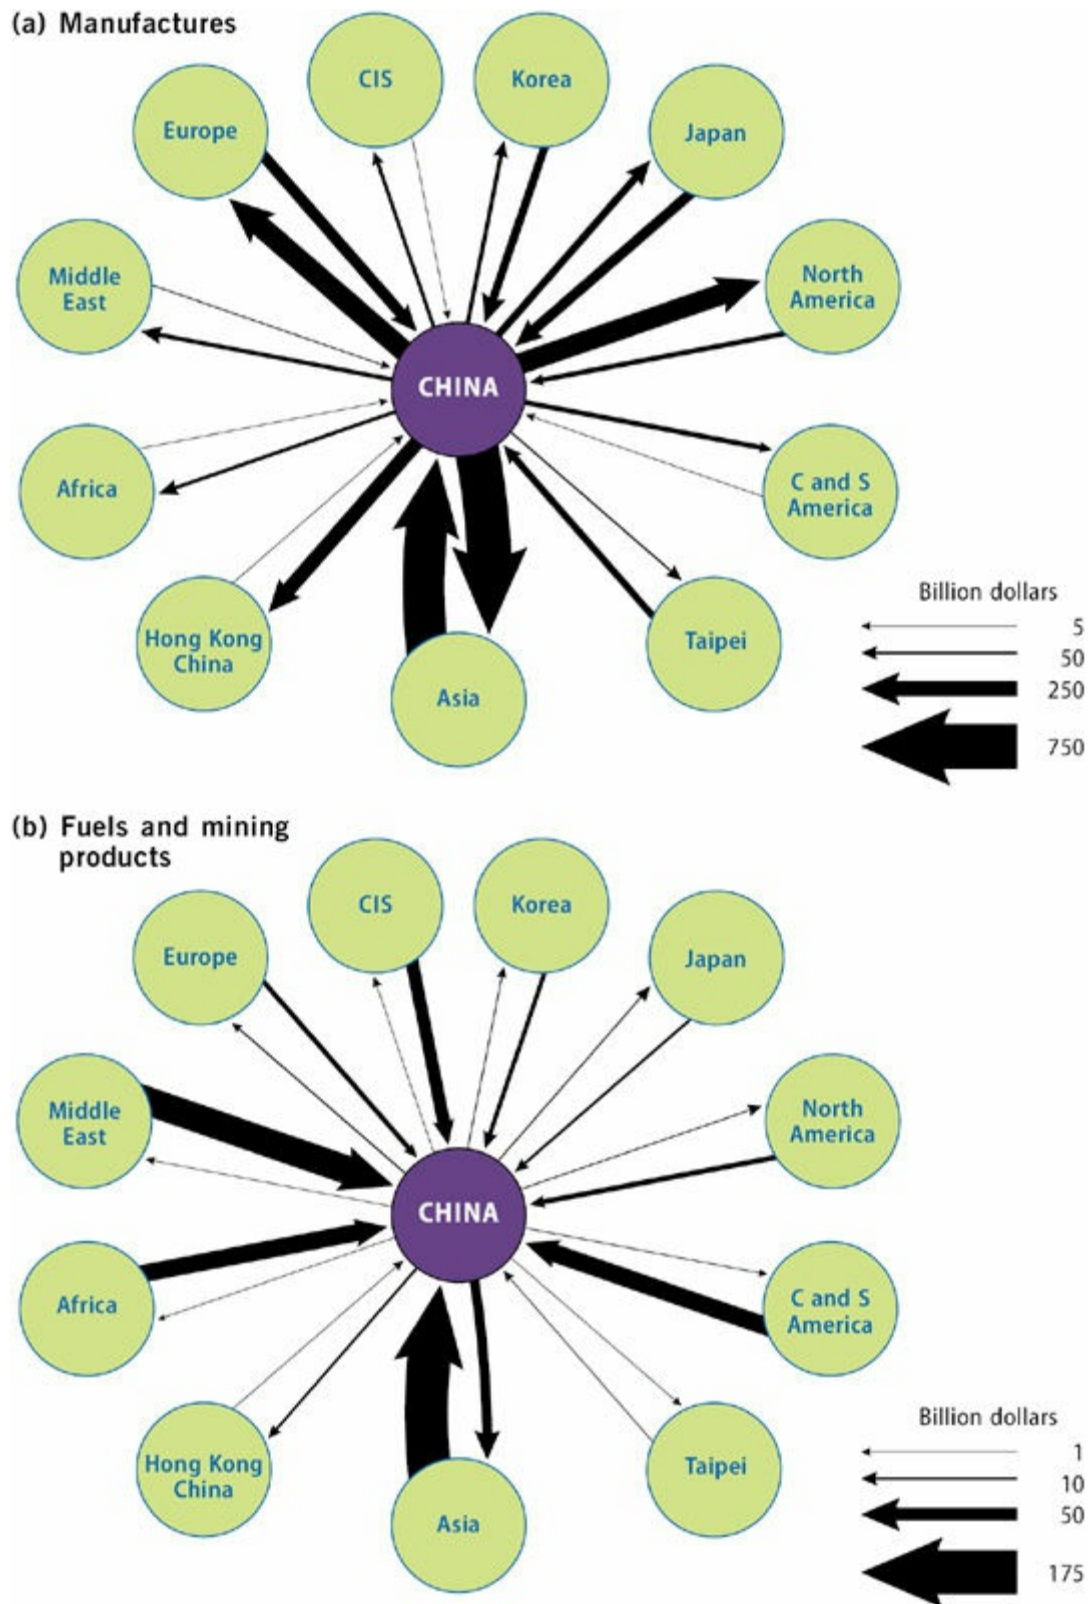 (a) Manufactures
CIS
Korea
Europe
Japan
Middle
East
North
America
CHINA
Africa
C and S
America
Hong Kong
China
Asia
Taipei
Billion dollars
5
50
250
750
(b) Fuels and mining
products
CIS
Korea
Europe
Japan
Middle
East
North
America
CHINA
Africa
C and S
America
Hong Kong
China
Asia
Taipei
Billion dollars
1
10
50
175